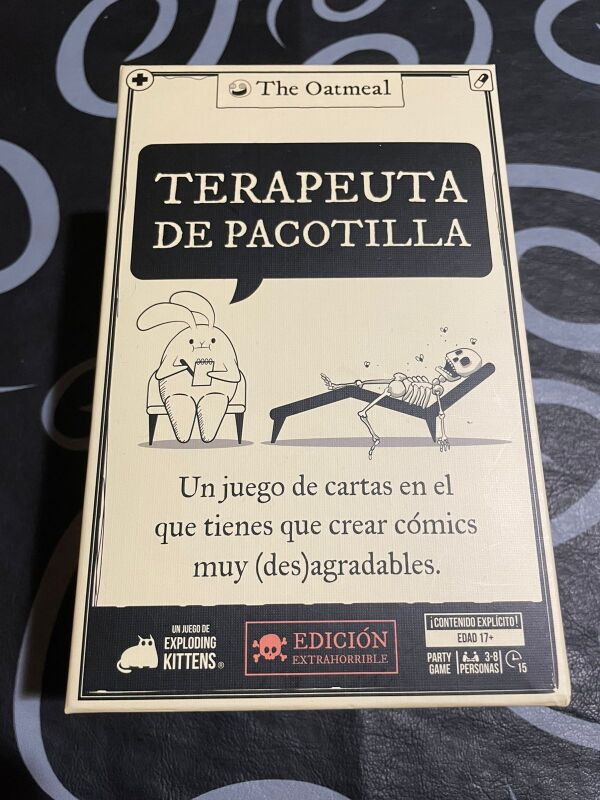 The Oatmeal
TERAPEUTA
DE PACOTILLA
Un juego de cartas en el
que tienes que crear cómics
muy (des)agradables.
UN JUEGO DE
EXPLODING
KITTENS®
EDICIÓN
EXTRAHORRIBLE
¡CONTENIDO EXPLÍCITO!
EDAD 17+
PARTY
GAME
3-8
PERSONAS
15